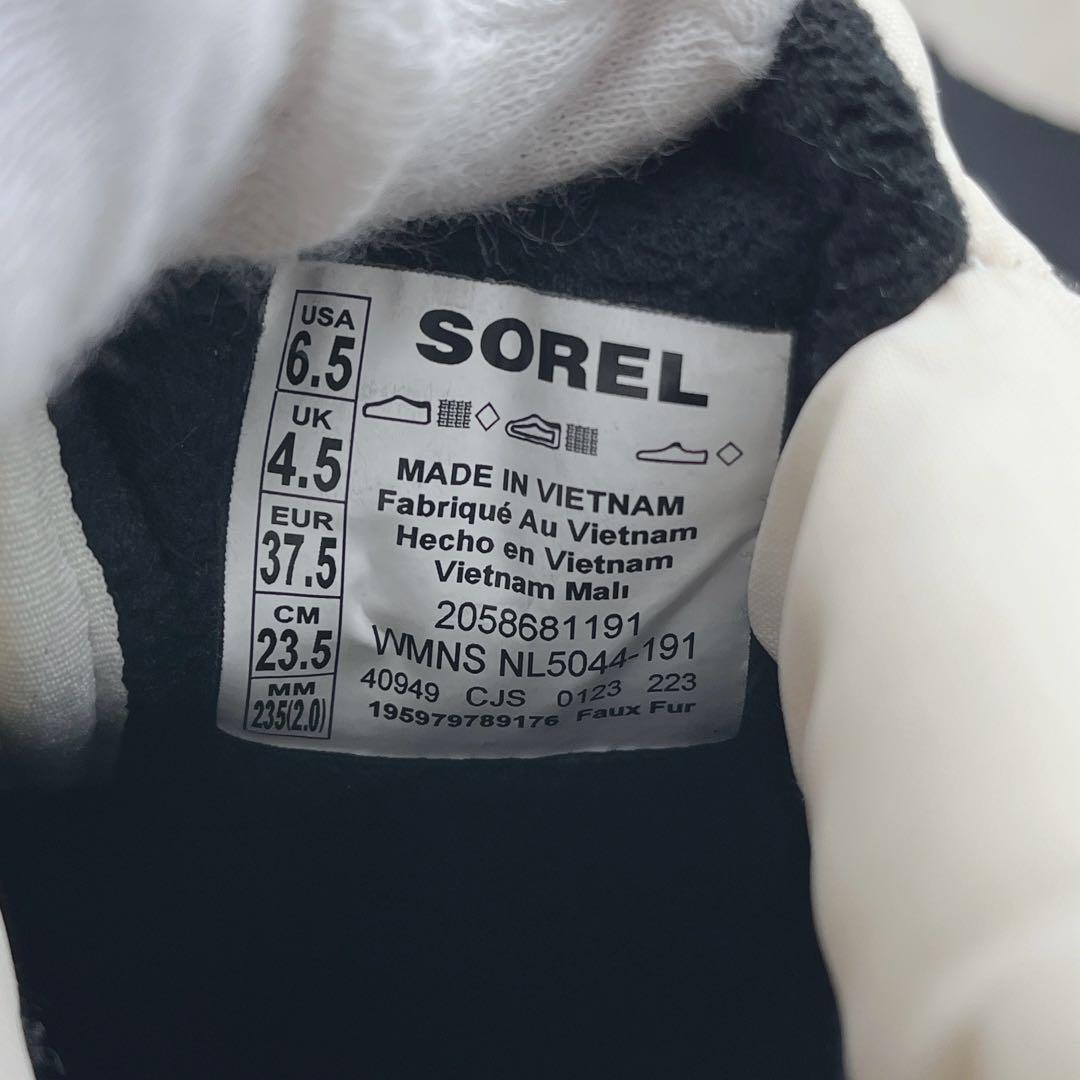 USA
6.5
UK
4.5
EUR
37.5
CM
23.5
MM
235(2.0)
SOREL
MADE IN VIETNAM
Fabriqué Au Vietnam
Hecho en Vietnam
Vietnam Malı
2058681191
WMNS NL5044-191
40949 CJS 0123 223
195979789176 Faux Fur